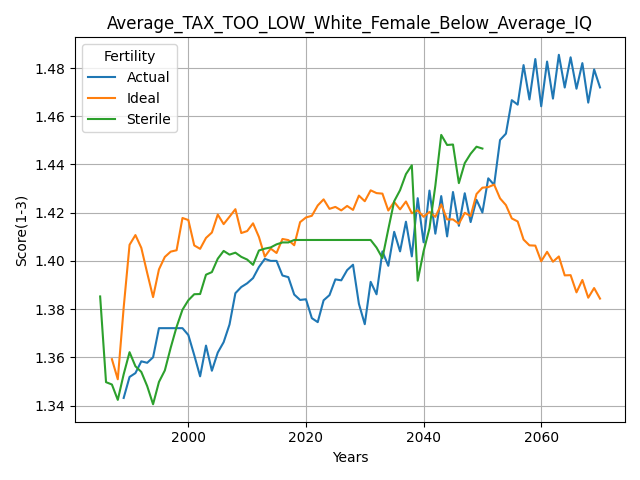 Average_TAX_TOO_LOW_White_Female_Below_Average_IQ
Fertility
Actual
Ideal
Sterile
Score(1-3)
1.48
1.46
1.44
1.42
1.40
1.38
1.36
1.34
2000
2020
2040
2060
Years